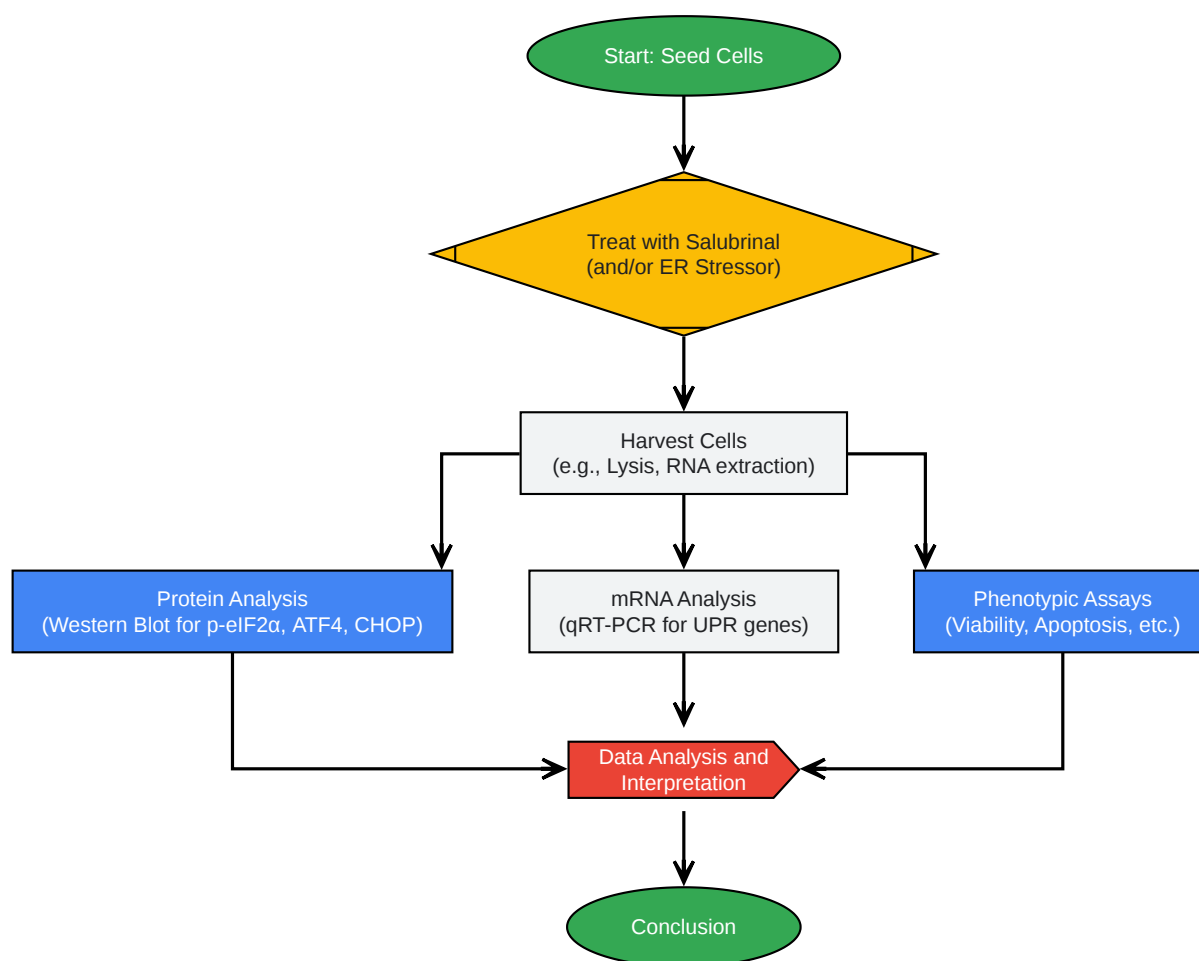 Start: Seed Cells
Treat with Salubrinal
(and/or ER Stressor)
Harvest Cells
(e.g., Lysis, RNA extraction)
Protein Analysis
(Western Blot for p-eIF2α, ATF4, CHOP)
mRNA Analysis
(qRT-PCR for UPR genes)
Phenotypic Assays
(Viability, Apoptosis, etc.)
Data Analysis and
Interpretation
Conclusion